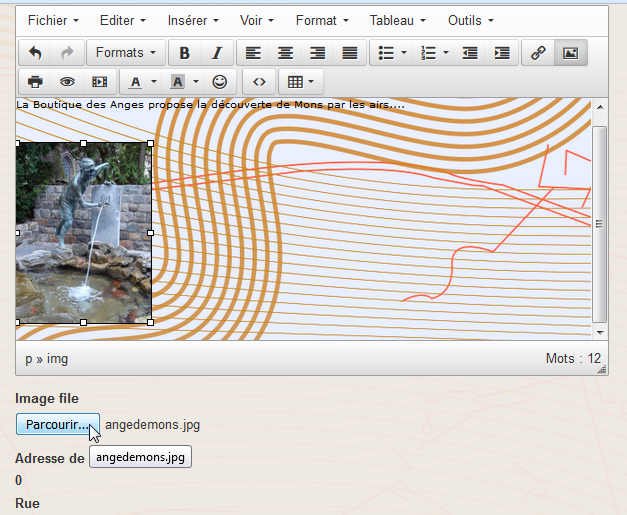 Fichier Editer Insérer Voir Format Tableau Outils
Formats B I
A A
La Boutique des Anges propose la découverte de Mons par les airs....
p » img Mots : 12
Image file
Parcourir... angedemons.jpg
Adresse de angedemons.jpg
0
Rue